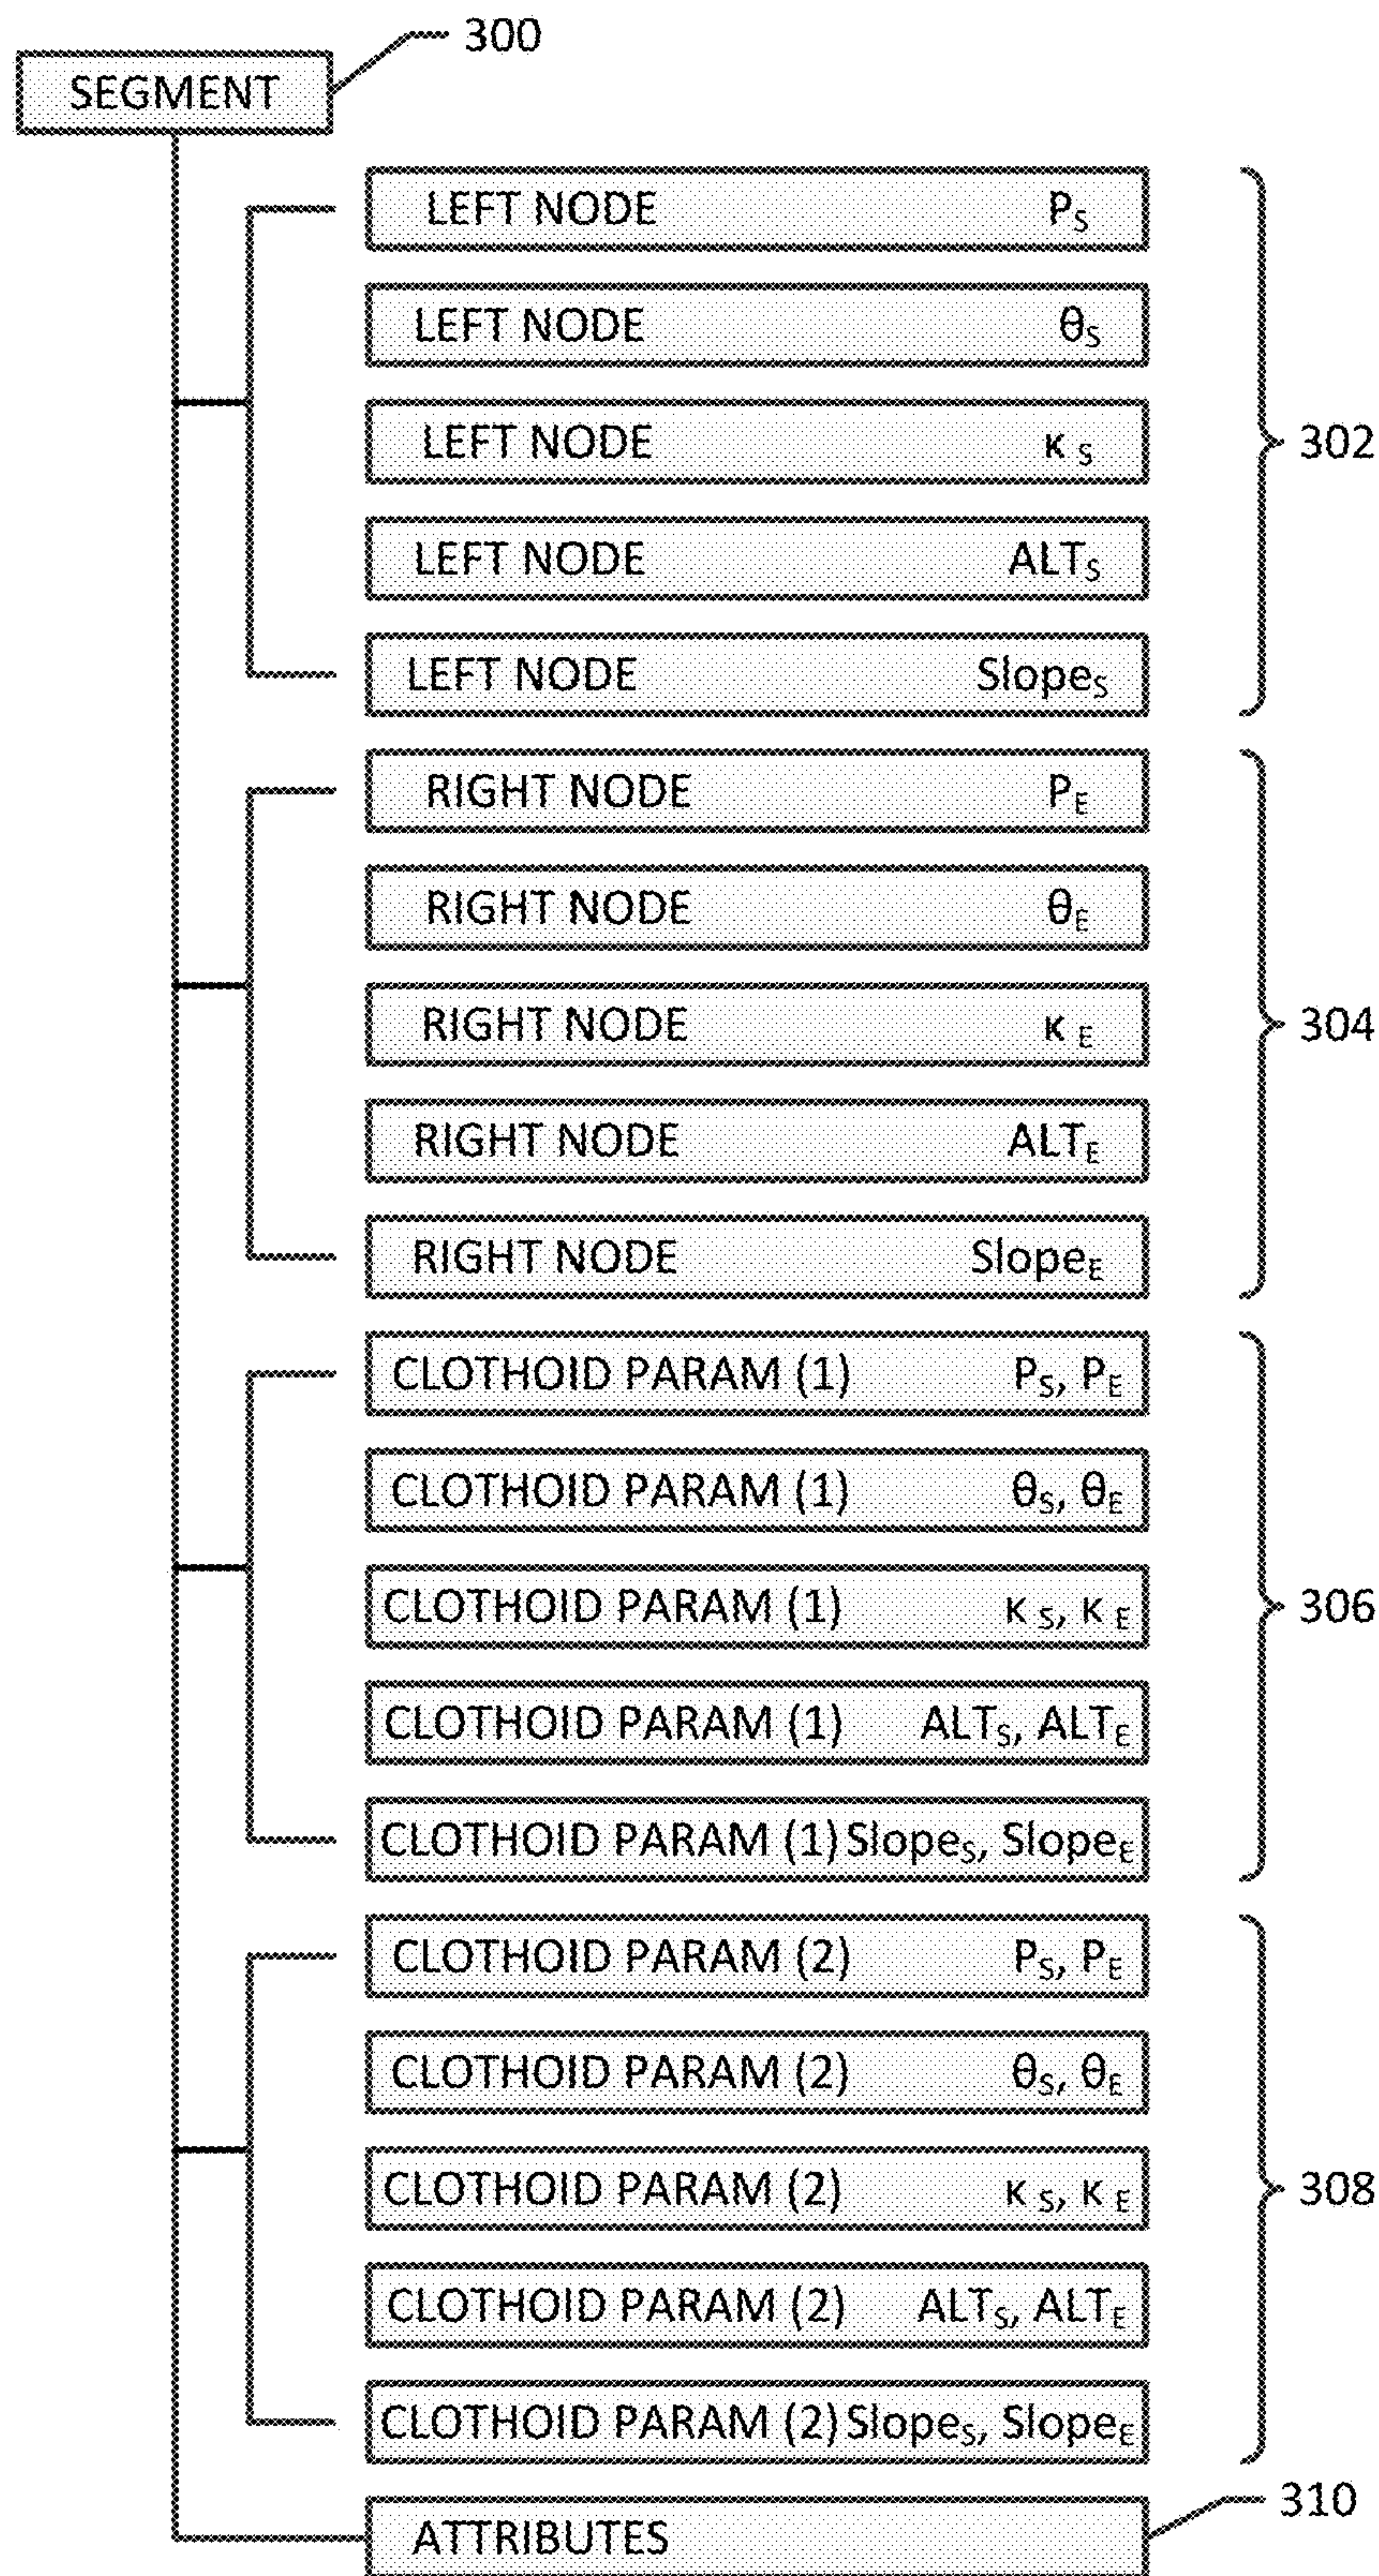 300
SEGMENT
LEFT NODE P_S
LEFT NODE θ_S
LEFT NODE κ_S
LEFT NODE ALT_S
LEFT NODE Slope_S
302
RIGHT NODE P_E
RIGHT NODE θ_E
RIGHT NODE κ_E
RIGHT NODE ALT_E
RIGHT NODE Slope_E
304
CLOTHOID PARAM (1) P_S, P_E
CLOTHOID PARAM (1) θ_S, θ_E
CLOTHOID PARAM (1) κ_S, κ_E
CLOTHOID PARAM (1) ALT_S, ALT_E
CLOTHOID PARAM (1) Slope_S, Slope_E
306
CLOTHOID PARAM (2) P_S, P_E
CLOTHOID PARAM (2) θ_S, θ_E
CLOTHOID PARAM (2) κ_S, κ_E
CLOTHOID PARAM (2) ALT_S, ALT_E
CLOTHOID PARAM (2) Slope_S, Slope_E
308
310
ATTRIBUTES